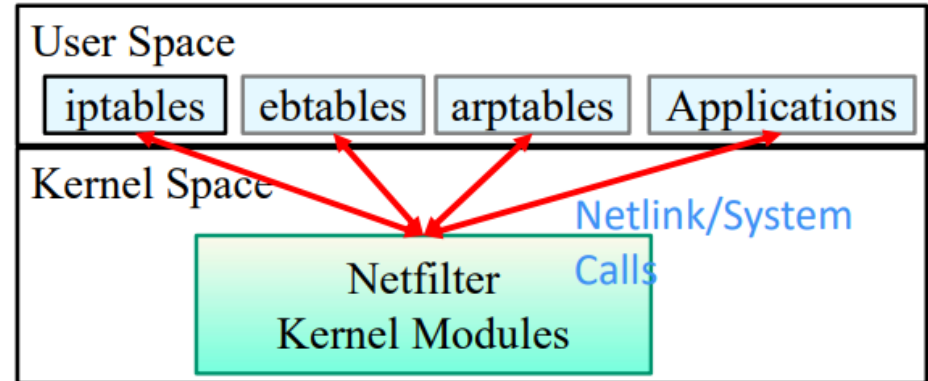 User Space
iptables ebtables arptables Applications
Kernel Space
Netlink/System
Calls
Netfilter
Kernel Modules